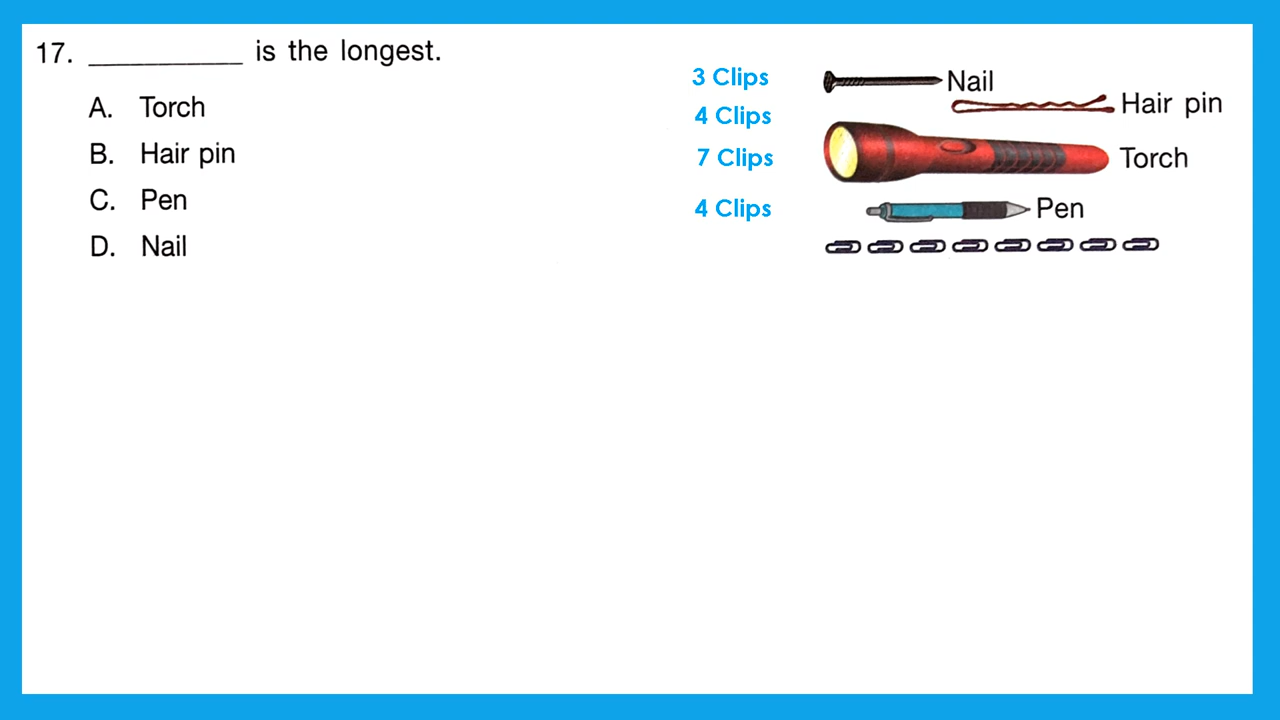 17. __________ is the longest.
A. Torch
B. Hair pin
C. Pen
D. Nail
3 Clips Nail
4 Clips Hair pin
7 Clips Torch
4 Clips Pen